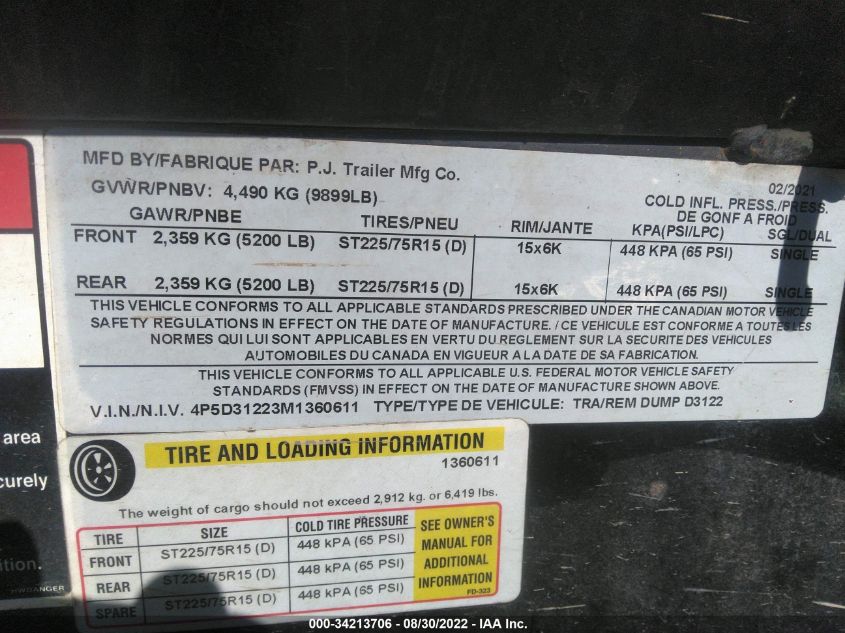 MFD BY/FABRIQUE PAR: P.J. Trailer Mfg Co.
02/2021
GVWR/PNBV: 4,490 KG (9899LB)
COLD INFL. PRESS./PRESS.
DE GONF A FROID
GAWR/PNBE TIRES/PNEU RIM/JANTE KPA(PSI/LPC) SGL/DUAL
FRONT 2,359 KG (5200 LB) ST225/75R15 (D) 15x6K 448 KPA (65 PSI) SINGLE
REAR 2,359 KG (5200 LB) ST225/75R15 (D) 15x6K 448 KPA (65 PSI) SINGLE
THIS VEHICLE CONFORMS TO ALL APPLICABLE STANDARDS PRESCRIBED UNDER THE CANADIAN MOTOR VEHICLE
SAFETY REGULATIONS IN EFFECT ON THE DATE OF MANUFACTURE. / CE VEHICULE EST CONFORME A TOUTES LES
NORMES QUI LUI SONT APPLICABLES EN VERTU DU REGLEMENT SUR LA SECURITE DES VEHICULES
AUTOMOBILES DU CANADA EN VIGUEUR A LA DATE DE SA FABRICATION.
THIS VEHICLE CONFORMS TO ALL APPLICABLE U.S. FEDERAL MOTOR VEHICLE SAFETY
STANDARDS (FMVSS) IN EFFECT ON THE DATE OF MANUFACTURE SHOWN ABOVE.
V.I.N./N.I.V. 4P5D31223M1360611 TYPE/TYPE DE VEHICULE: TRA/REM DUMP D3122
area
curely
ition.
HWDANGER
TIRE AND LOADING INFORMATION
1360611
The weight of cargo should not exceed 2,912 kg. or 6,419 lbs.
TIRE SIZE COLD TIRE PRESSURE
FRONT ST225/75R15 (D) 448 kPA (65 PSI)
REAR ST225/75R15 (D) 448 kPA (65 PSI)
SPARE ST225/75R15 (D) 448 kPA (65 PSI)
SEE OWNER'S
MANUAL FOR
ADDITIONAL
INFORMATION
FD-323
000-34213706 - 08/30/2022 - IAA Inc.